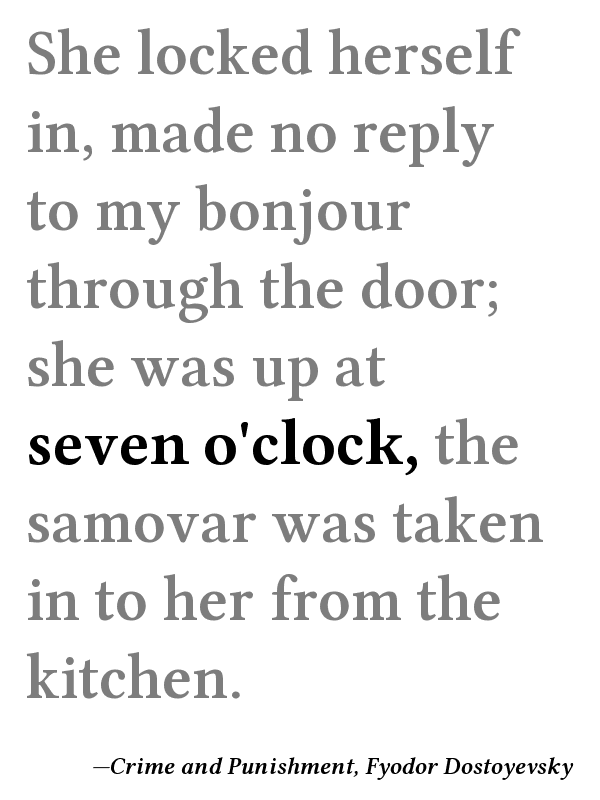 She locked herself
in, made no reply
to my bonjour
through the door;
she was up at
seven o'clock, the
samovar was taken
in to her from the
kitchen.
—Crime and Punishment, Fyodor Dostoyevsky